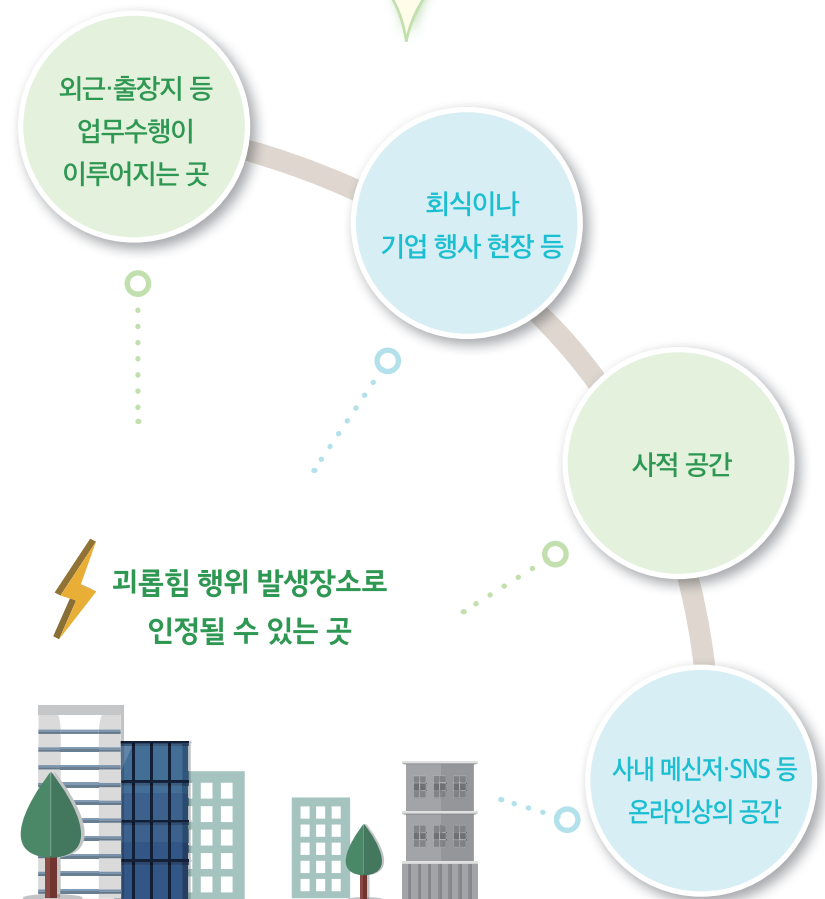 외근·출장지 등
업무수행이
이루어지는 곳
회식이나
기업 행사 현장 등
사적 공간
괴롭힘 행위 발생장소로
인정될 수 있는 곳
사내 메신저·SNS 등
온라인상의 공간